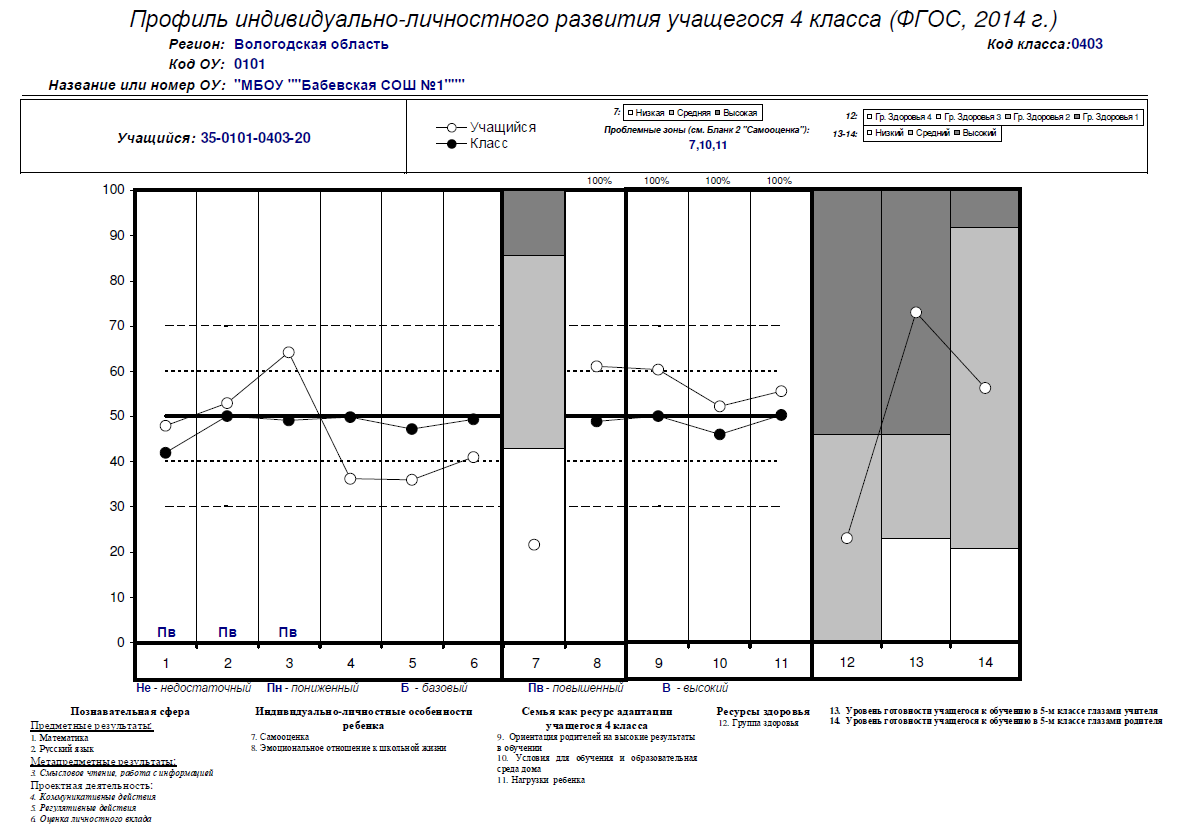 Профиль индивидуально-личностного развития учащегося 4 класса (ФГОС, 2014 г.)
Регион: Вологодская область
Код класса:0403
Код ОУ: 0101
Название или номер ОУ: "МБОУ ""Бабевская СОШ №1"""
Учащийся: 35-0101-0403-20
Учащийся
Класс
7: Низкая Средняя Высокая
Проблемные зоны (см. Бланк 2 "Самооценка"):
7,10,11
12: Гр. Здоровья 4 Гр. Здоровья 3 Гр. Здоровья 2 Гр. Здоровья 1
13-14: Низкий Средний Высокий
100% 100% 100% 100%
100
90
80
70
60
50
40
30
20
10
0
Пв Пв Пв
1 2 3 4 5 6 7 8 9 10 11 12 13 14
Не - недостаточный Пн - пониженный Б - базовый Пв - повышенный В - высокий
Познавательная сфера
Предметные результаты:
1. Математика
2. Русский язык
Метапредметные результаты:
3. Смысловое чтение, работа с информацией
Проектная деятельность:
4. Коммуникативные действия
5. Регулятивные действия
6. Оценка личностного вклада
Индивидуально-личностные особенности
ребенка
7. Самооценка
8. Эмоциональное отношение к школьной жизни
Семья как ресурс адаптации
учащегося 4 класса
9. Ориентация родителей на высокие результаты
в обучении
10. Условия для обучения и образовательная
среда дома
11. Нагрузки ребенка
Ресурсы здоровья
12. Группа здоровья
13. Уровень готовности учащегося к обучению в 5-м классе глазами учителя
14. Уровень готовности учащегося к обучению в 5-м классе глазами родителя